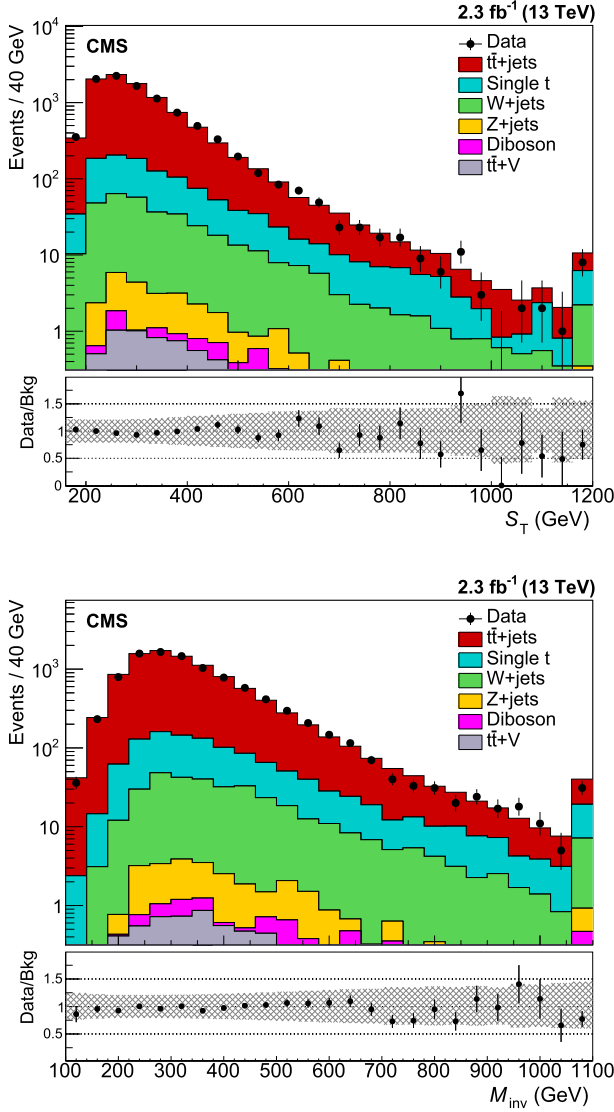 2.3 fb⁻¹ (13 TeV)
Events / 40 GeV
10⁴
10³
10²
10
1
CMS
Data
tt̄+jets
Single t
W+jets
Z+jets
Diboson
tt̄+V
Data/Bkg
1.5
1
0.5
0
200 400 600 800 1000 1200
S_T (GeV)
2.3 fb⁻¹ (13 TeV)
Events / 40 GeV
10³
10²
10
1
CMS
Data
tt̄+jets
Single t
W+jets
Z+jets
Diboson
tt̄+V
Data/Bkg
1.5
1
0.5
0
100 200 300 400 500 600 700 800 900 1000 1100
M_inv (GeV)